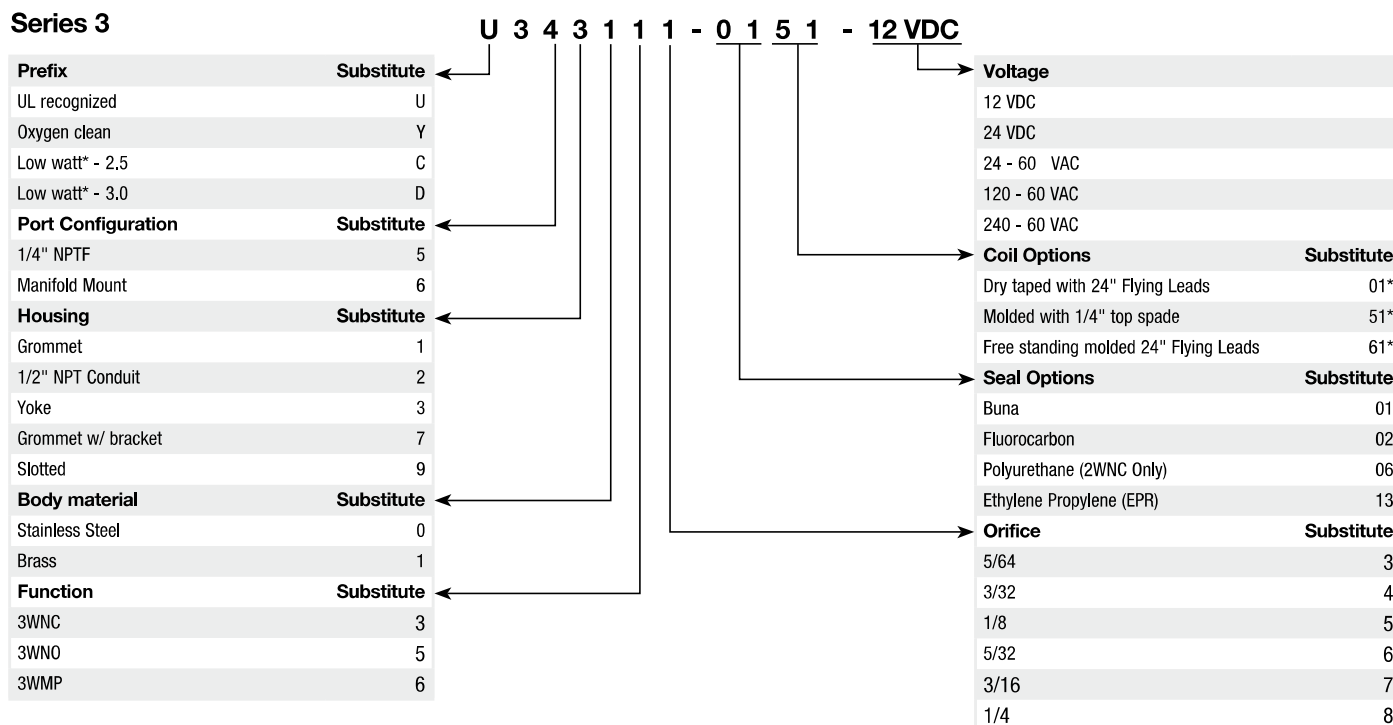 Series 3
U 3 4 3 1 1 1 - 0 1 5 1 - 12 VDC
Prefix Substitute
UL recognized U
Oxygen clean Y
Low watt* - 2.5 C
Low watt* - 3.0 D
Port Configuration Substitute
1/4" NPTF 5
Manifold Mount 6
Housing Substitute
Grommet 1
1/2" NPT Conduit 2
Yoke 3
Grommet w/ bracket 7
Slotted 9
Body material Substitute
Stainless Steel 0
Brass 1
Function Substitute
3WNC 3
3WNO 5
3WMP 6
Voltage
12 VDC
24 VDC
24 - 60 VAC
120 - 60 VAC
240 - 60 VAC
Coil Options Substitute
Dry taped with 24" Flying Leads 01*
Molded with 1/4" top spade 51*
Free standing molded 24" Flying Leads 61*
Seal Options Substitute
Buna 01
Fluorocarbon 02
Polyurethane (2WNC Only) 06
Ethylene Propylene (EPR) 13
Orifice Substitute
5/64 3
3/32 4
1/8 5
5/32 6
3/16 7
1/4 8